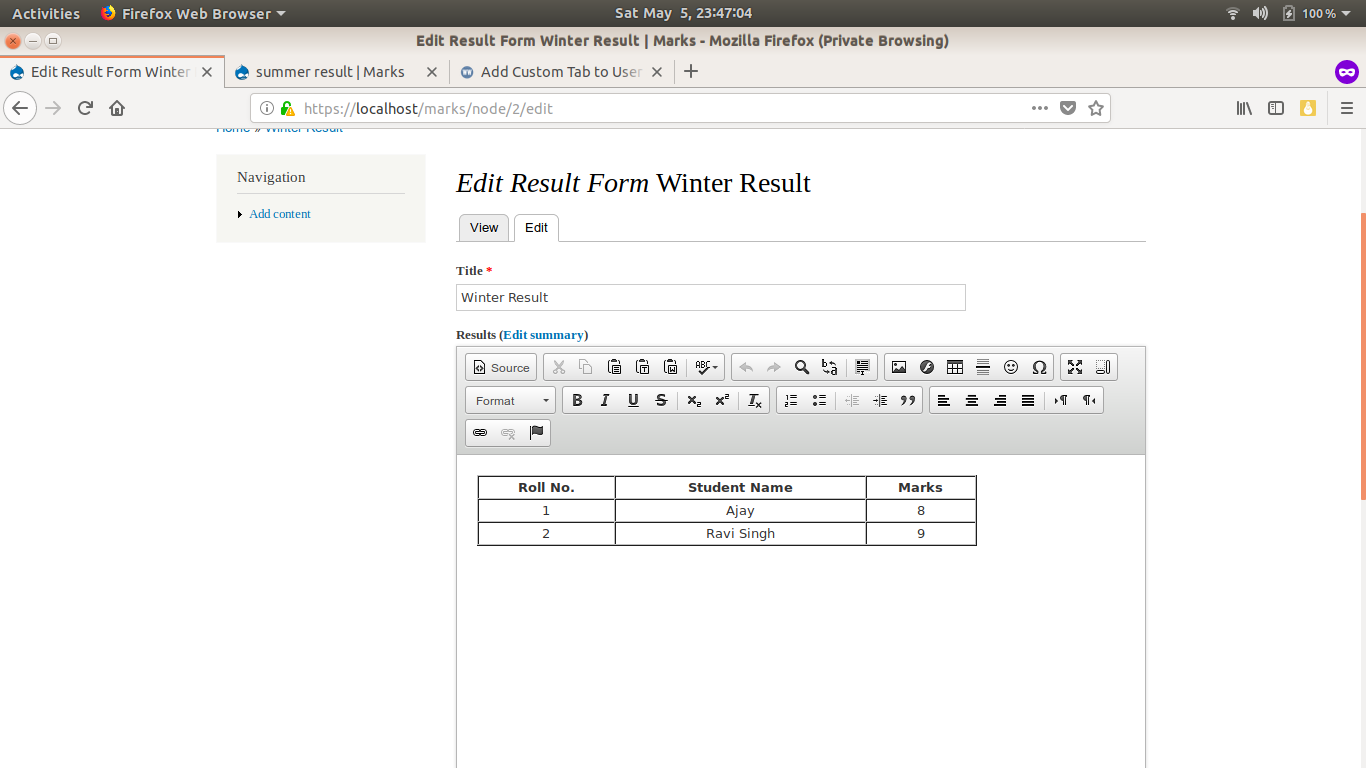 Activities Firefox Web Browser Sat May 5, 23:47:04 100 %
Edit Result Form Winter Result | Marks - Mozilla Firefox (Private Browsing)
Edit Result Form Winter summer result | Marks Add Custom Tab to User
https://localhost/marks/node/2/edit
Home » Winter Result
Navigation
Add content
Edit Result Form Winter Result
View Edit
Title *
Winter Result
Results (Edit summary)
Source
Format
Roll No. Student Name Marks
1 Ajay 8
2 Ravi Singh 9